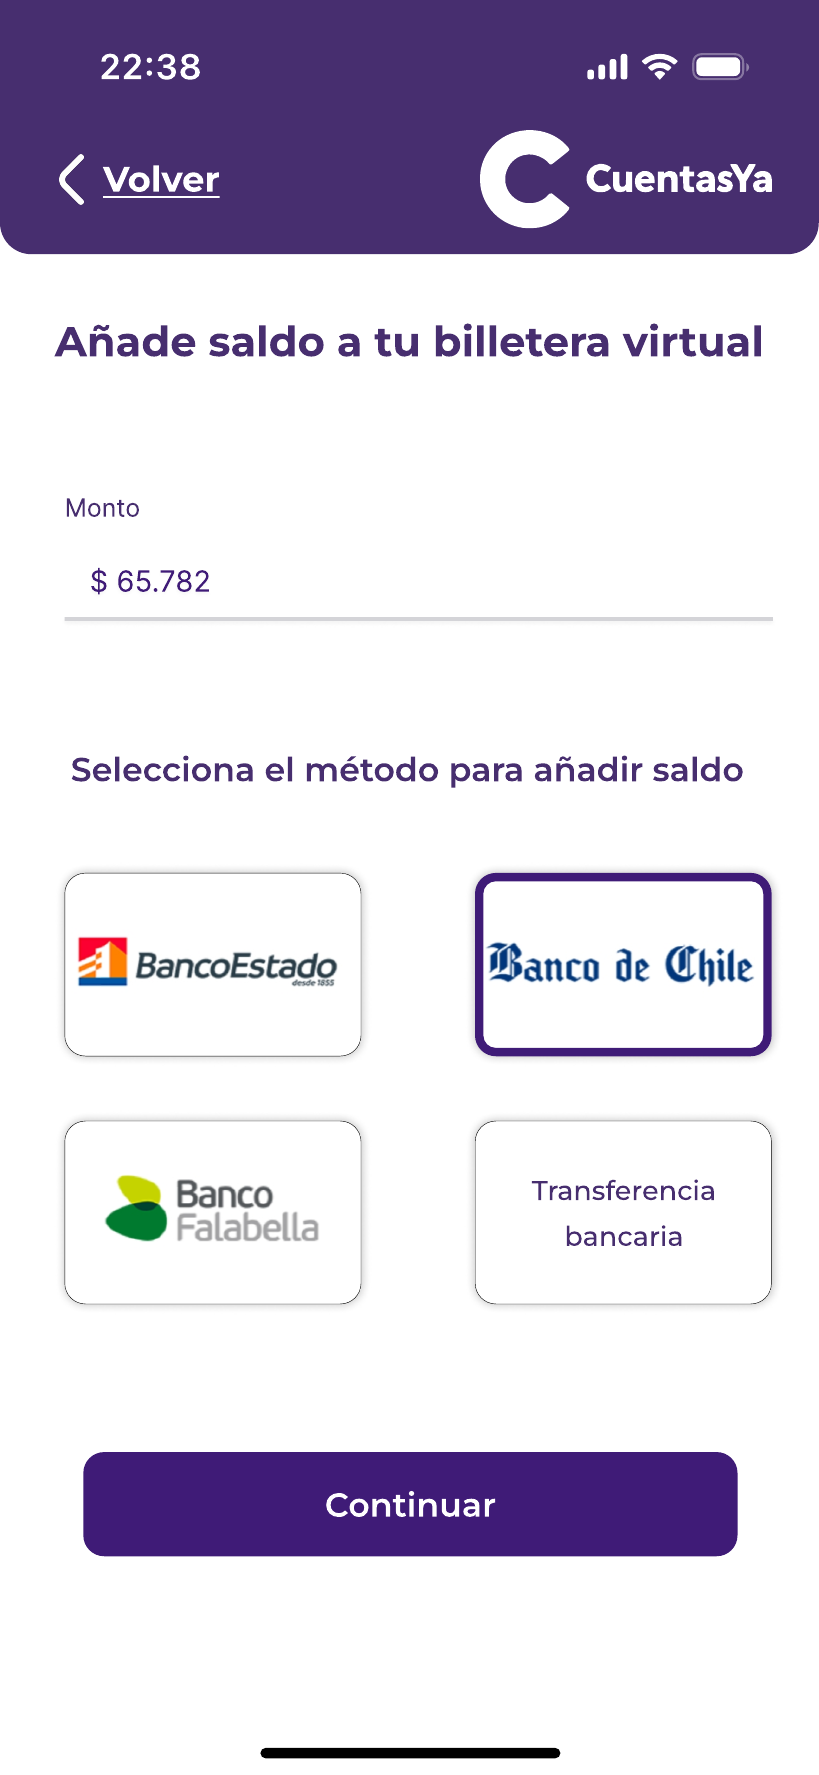 22:38
Volver
CuentasYa
Añade saldo a tu billetera virtual
Monto
$ 65.782
Selecciona el método para añadir saldo
BancoEstado
desde 1855
Banco de Chile
Banco
Falabella
Transferencia
bancaria
Continuar